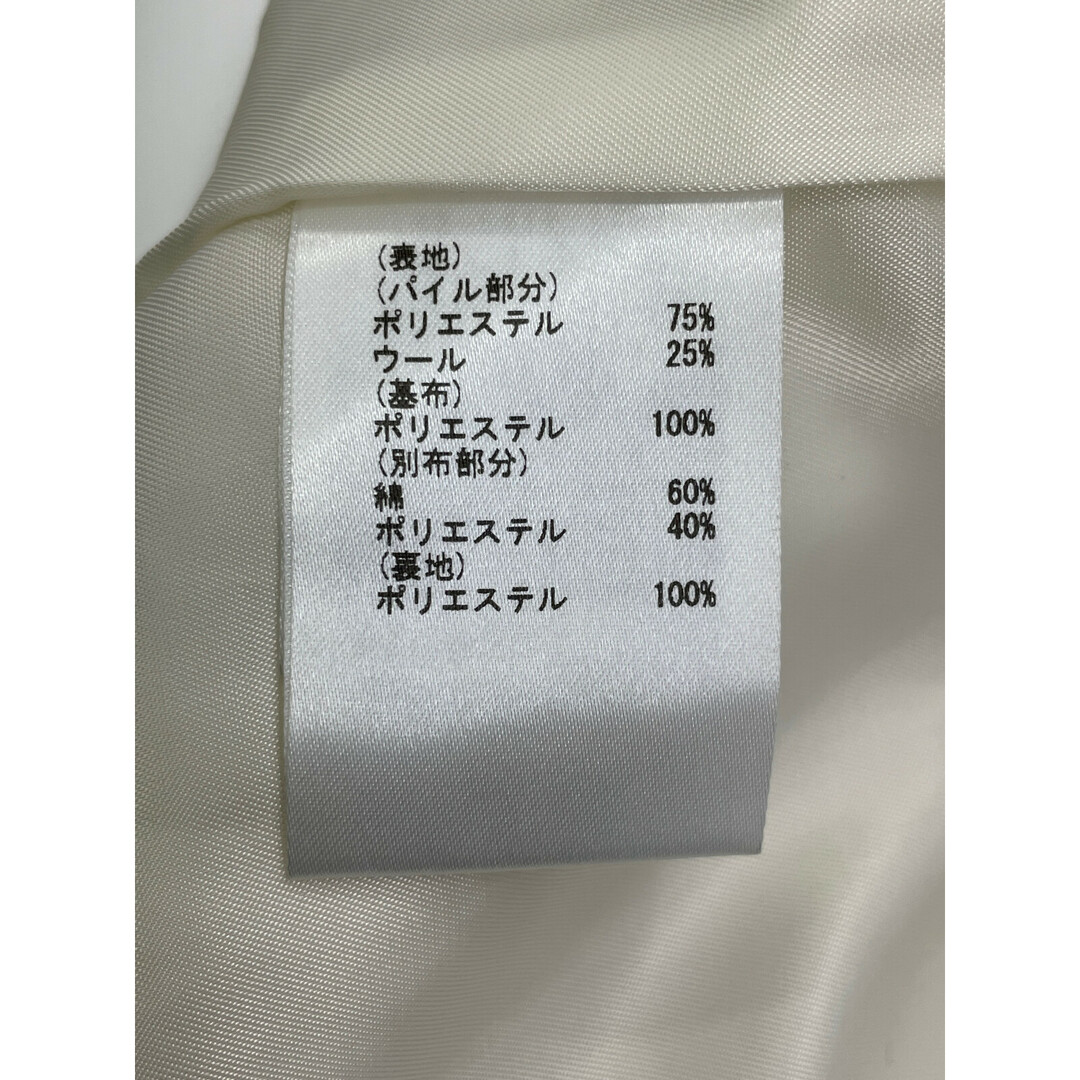 (表地)
(パイル部分)
ポリエステル 75%
ウール 25%
(基布)
ポリエステル 100%
(別布部分)
綿 60%
ポリエステル 40%
(裏地)
ポリエステル 100%